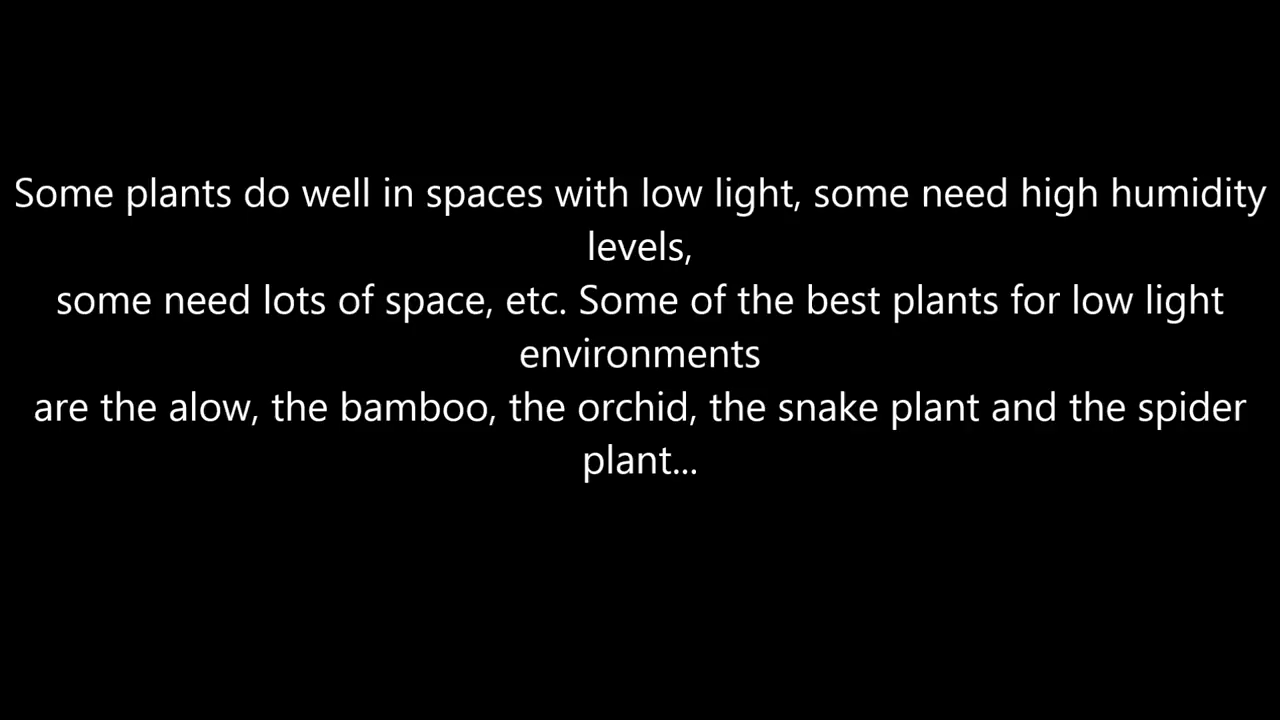 Some plants do well in spaces with low light, some need high humidity
levels,
some need lots of space, etc. Some of the best plants for low light
environments
are the alow, the bamboo, the orchid, the snake plant and the spider
plant...